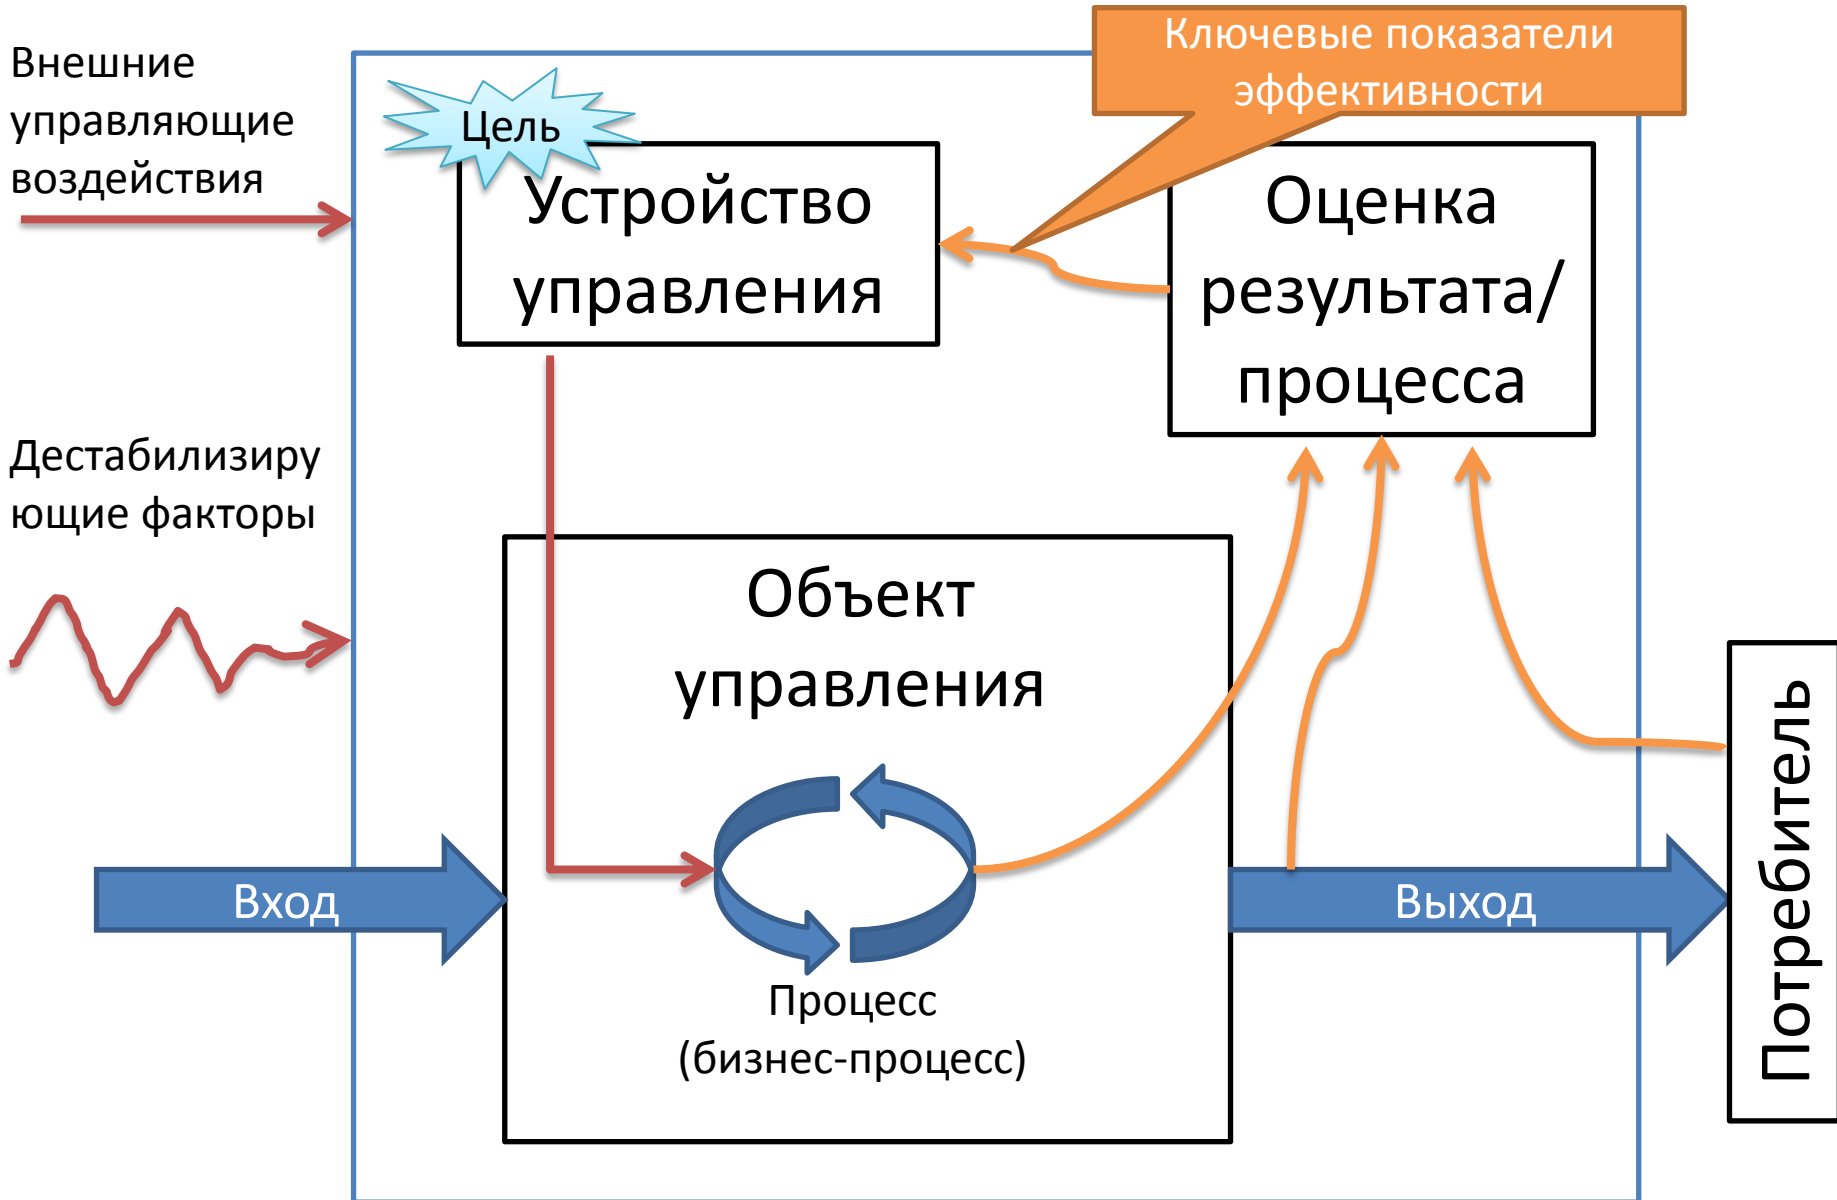 Внешние
управляющие
воздействия
Ключевые показатели
эффективности
Цель
Устройство
управления
Оценка
результата/
процесса
Дестабилизиру
ющие факторы
Объект
управления
Вход
Процесс
(бизнес-процесс)
Выход
Потребитель